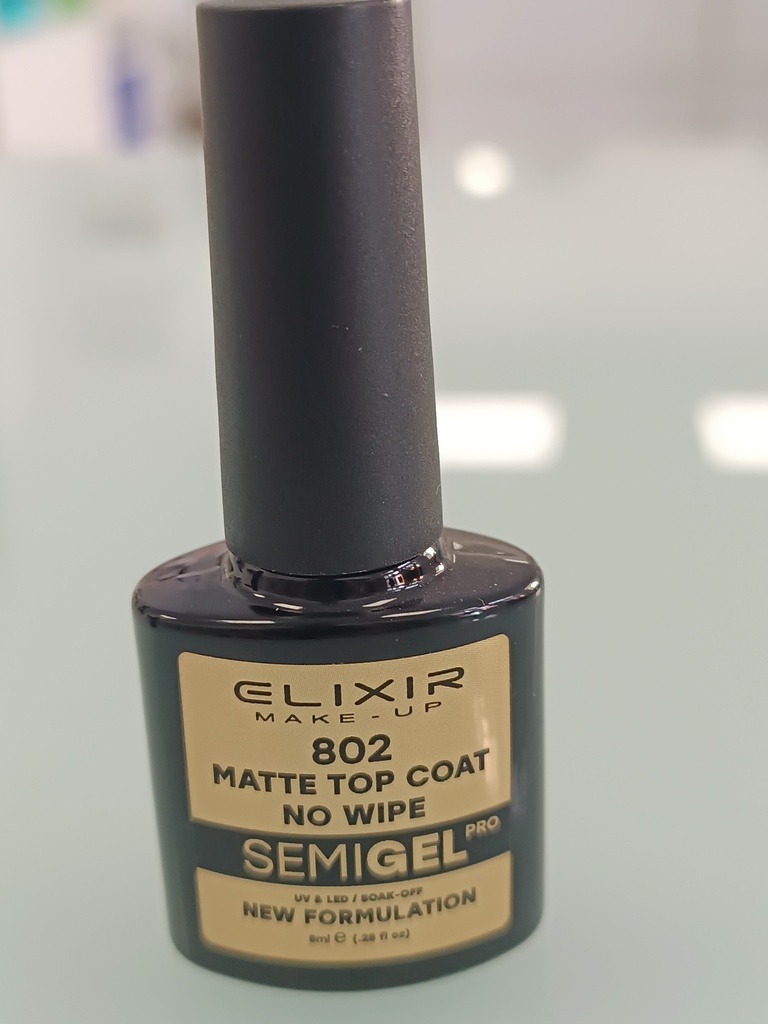 ELIXIR
MAKE-UP
802
MATTE TOP COAT
NO WIPE
SEMIGEL PRO
UV & LED / SOAK-OFF
NEW FORMULATION
8ml e (.28 fl oz)